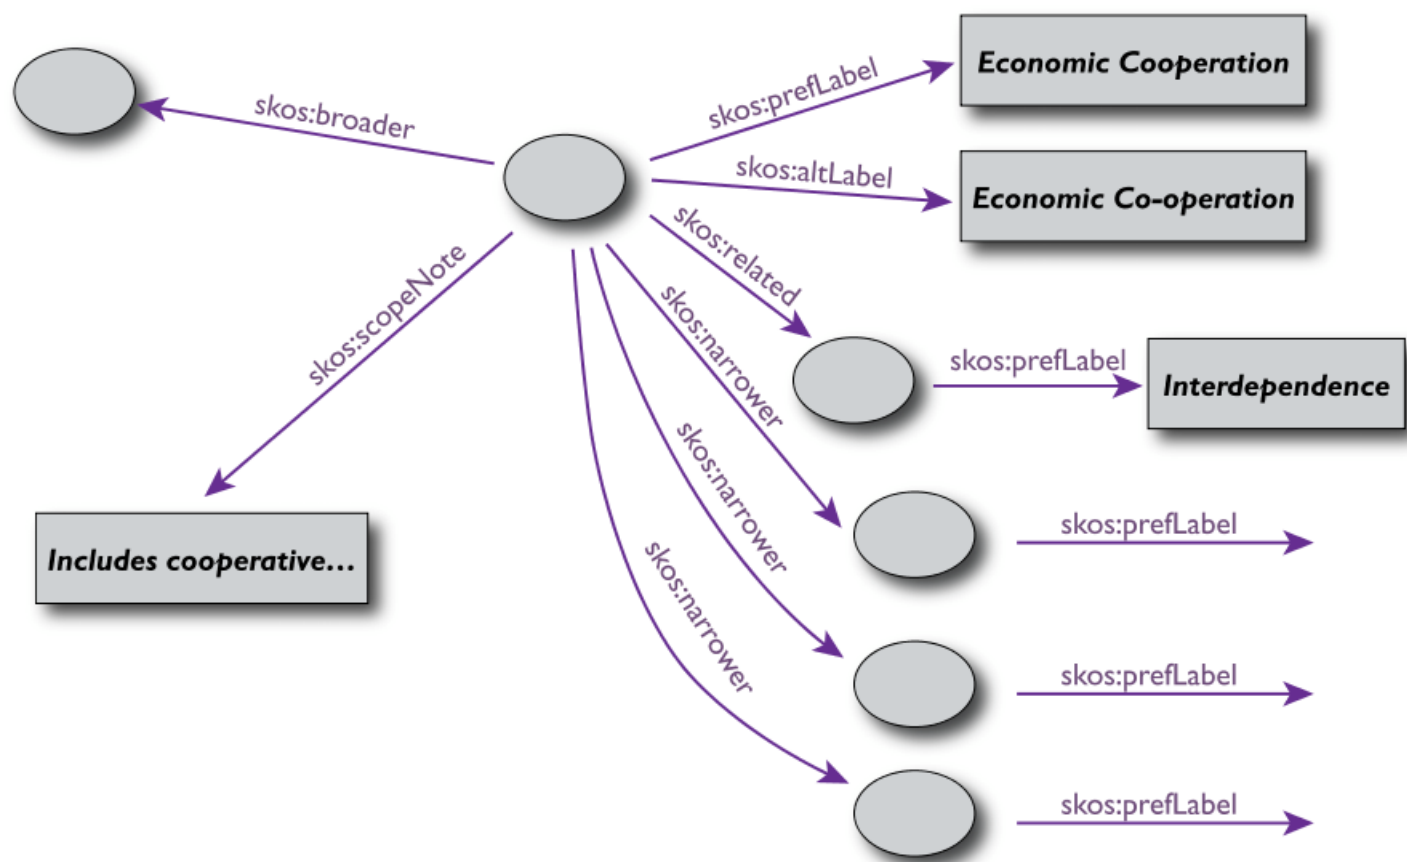 skos:prefLabel
Economic Cooperation
skos:broader
skos:altLabel
Economic Co-operation
skos:related
skos:scopeNote
skos:narrower
skos:prefLabel
Interdependence
skos:narrower
skos:prefLabel
Includes cooperative...
skos:narrower
skos:prefLabel
skos:prefLabel